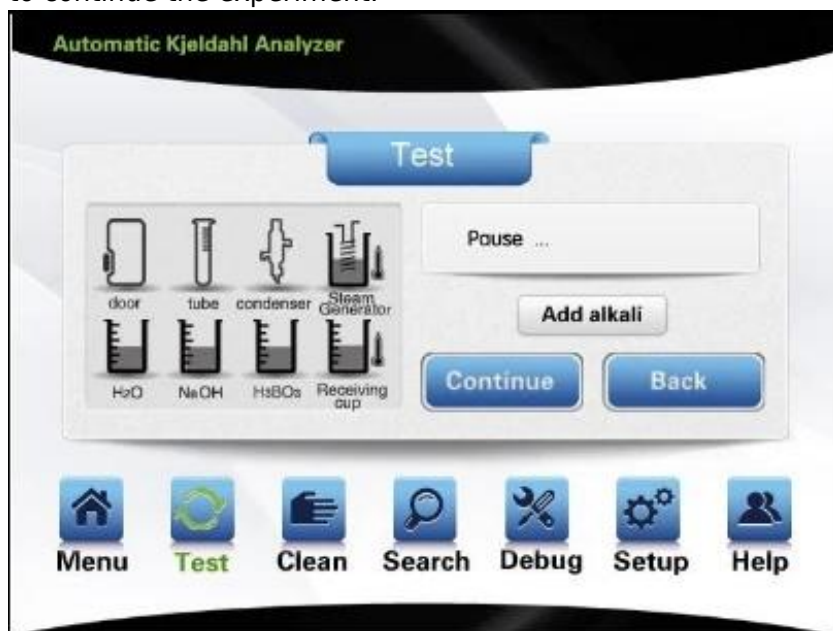 to continue the experiment.
Automatic Kjeldahl Analyzer
Test
Pause ...
door tube condenser Steam Generator
Add alkali
H2O NaOH H3BO3 Receiving cup
Continue Back
Menu Test Clean Search Debug Setup Help